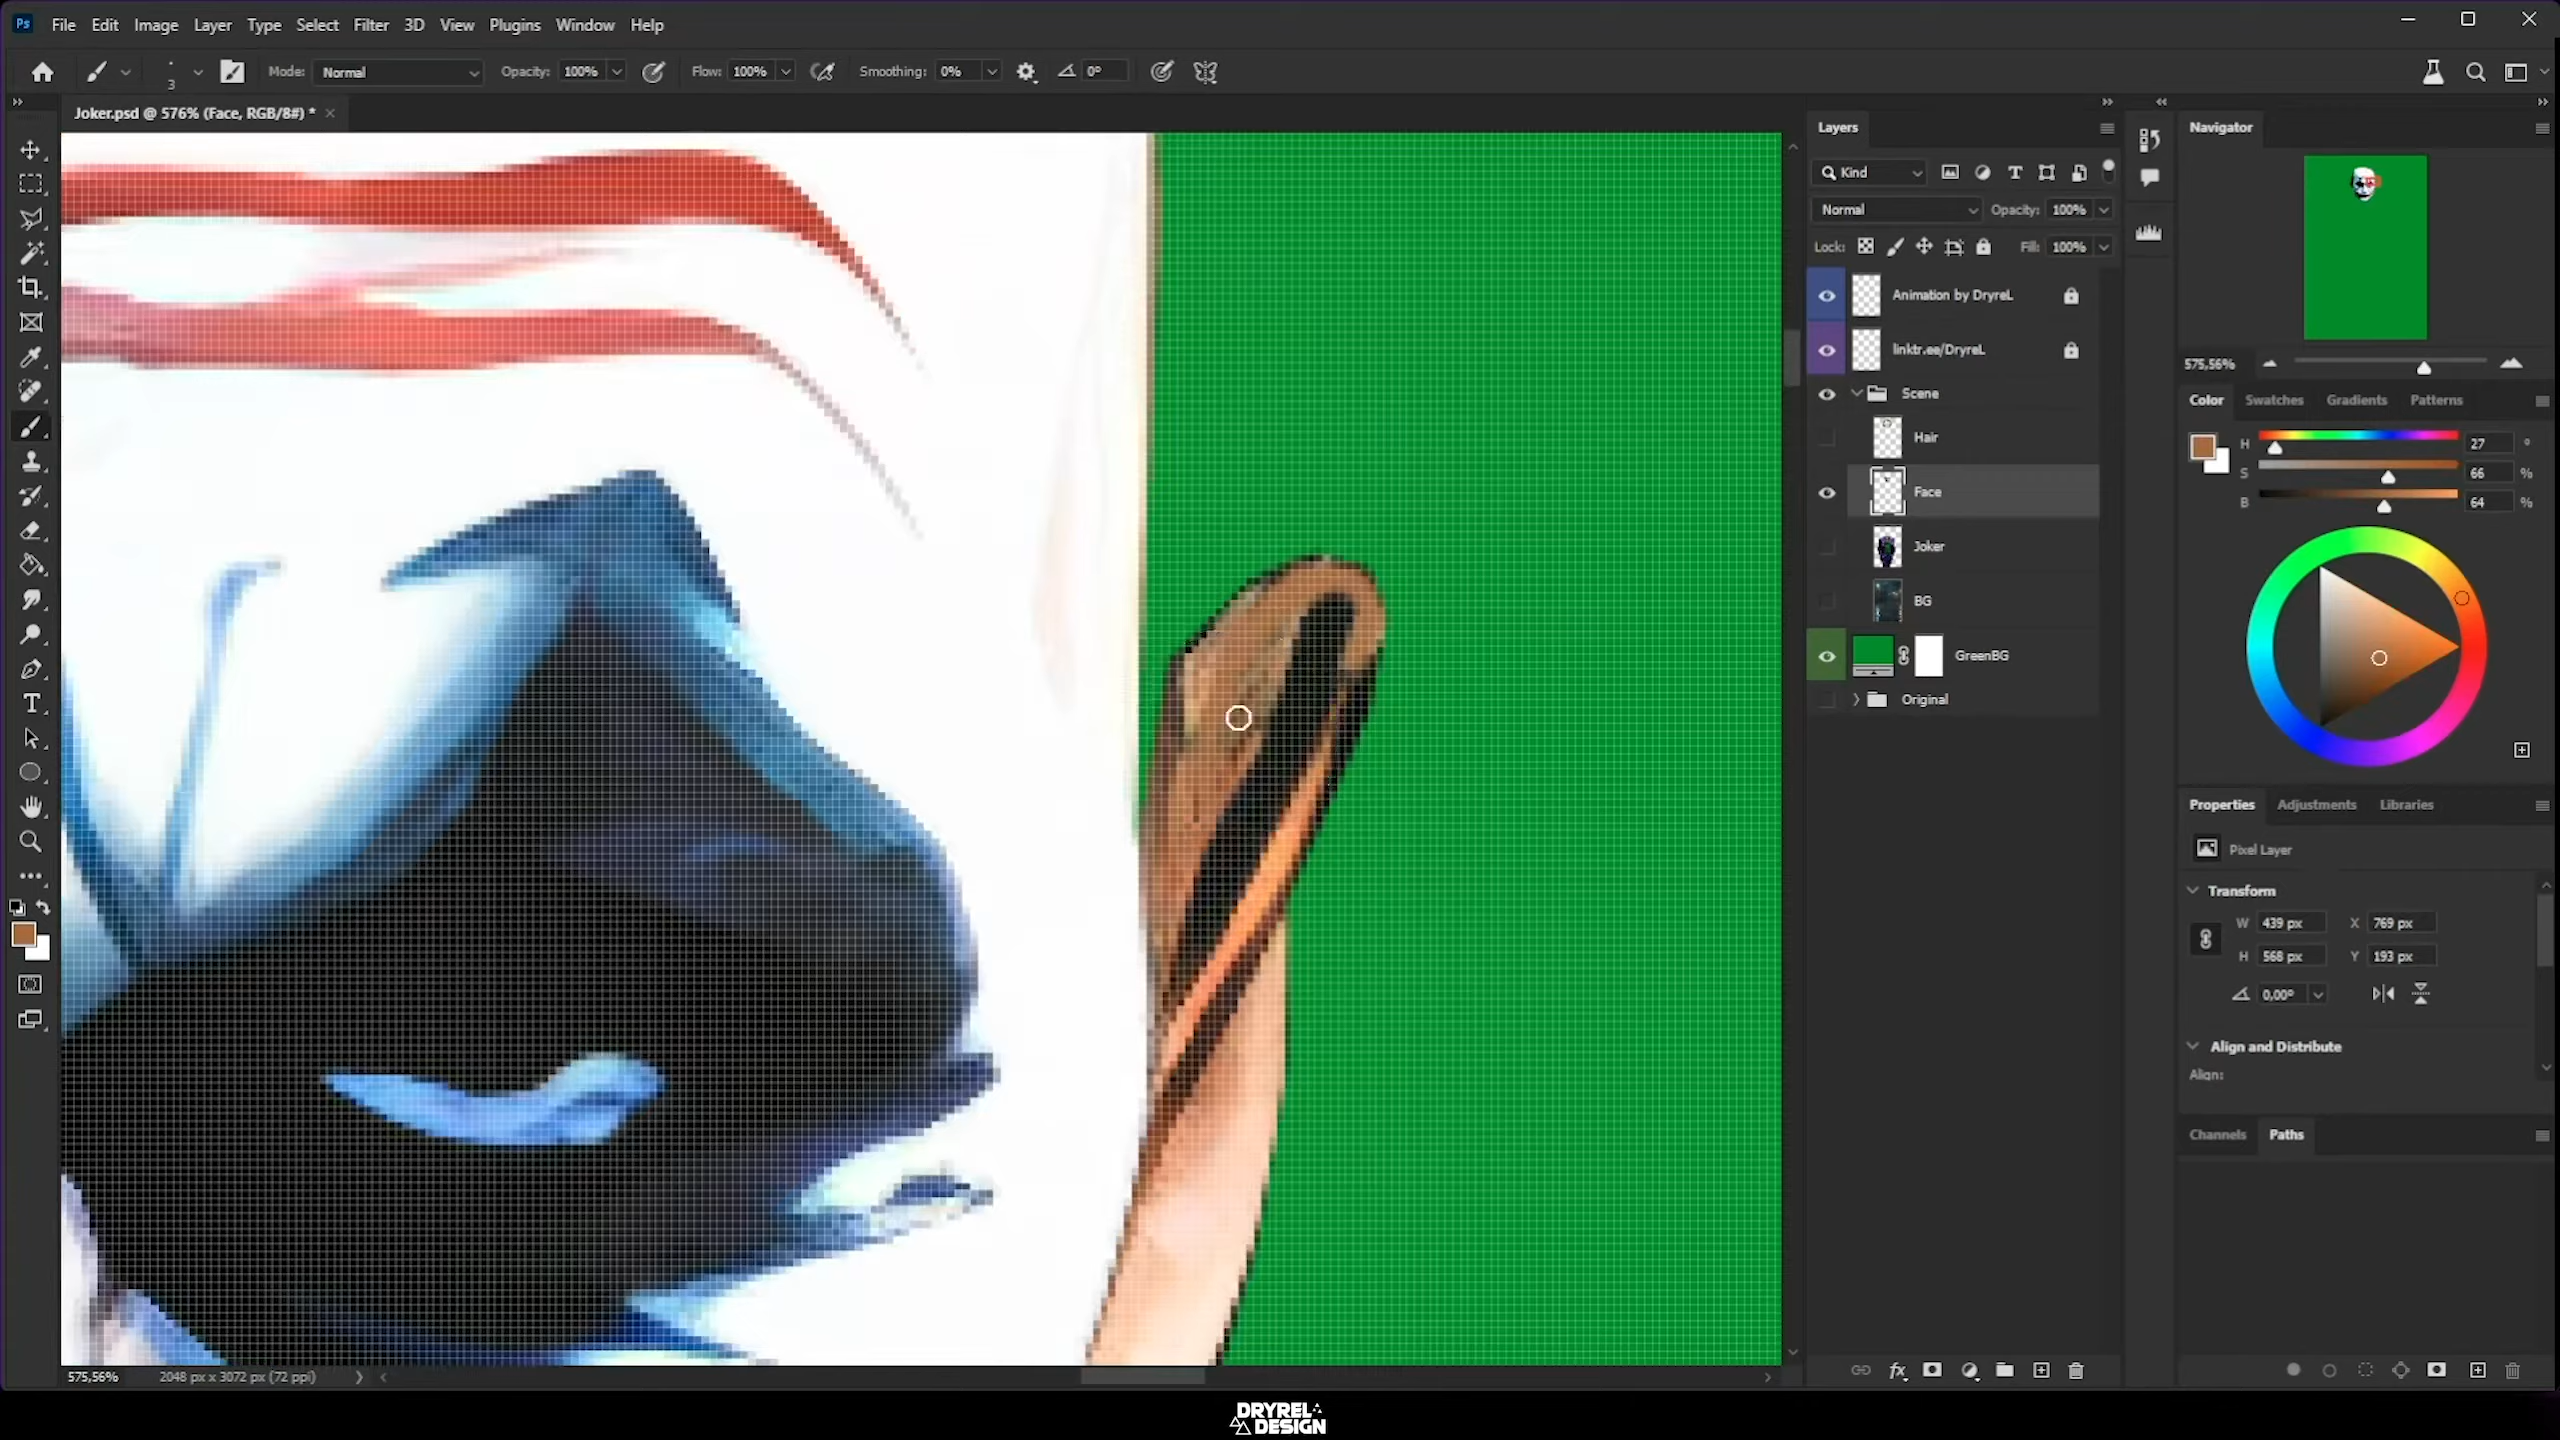 Ps File Edit Image Layer Type Select Filter 3D View Plugins Window Help
3 Mode: Normal Opacity: 100% Flow: 100% Smoothing: 0% 0°
Joker.psd @ 576% (Face, RGB/8#) *
Layers
Kind
Normal Opacity: 100%
Lock: Fill: 100%
Animation by DryreL
linktr.ee/DryreL
Scene
Hair
Face
Joker
BG
GreenBG
Original
Navigator
575,56%
Color Swatches Gradients Patterns
H 27 °
S 66 %
B 64 %
Properties Adjustments Libraries
Pixel Layer
Transform
W 439 px X 769 px
H 568 px Y 193 px
0,00°
Align and Distribute
Align:
Channels Paths
575,56% 2048 px x 3072 px (72 ppi)
DRYREL
DESIGN